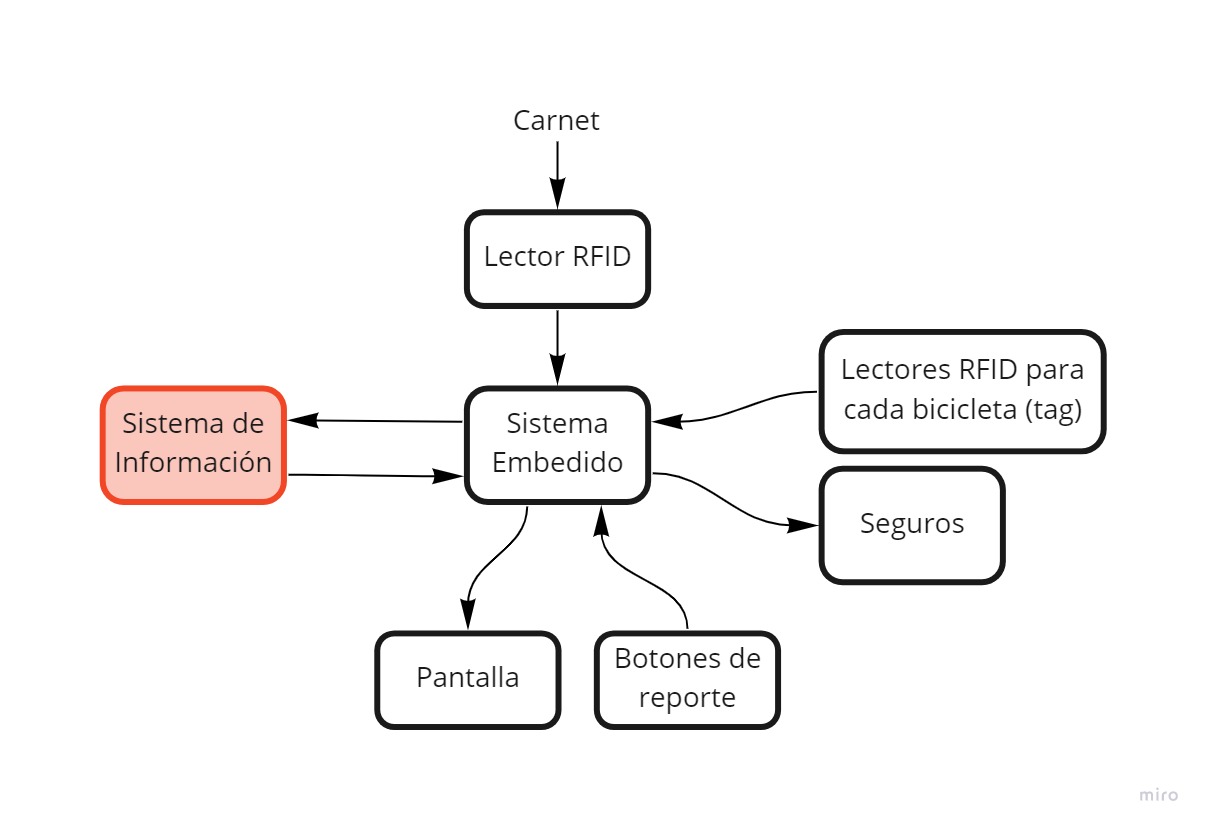 Carnet
Lector RFID
Lectores RFID para
cada bicicleta (tag)
Sistema de
Información
Sistema
Embedido
Seguros
Pantalla
Botones de
reporte
miro